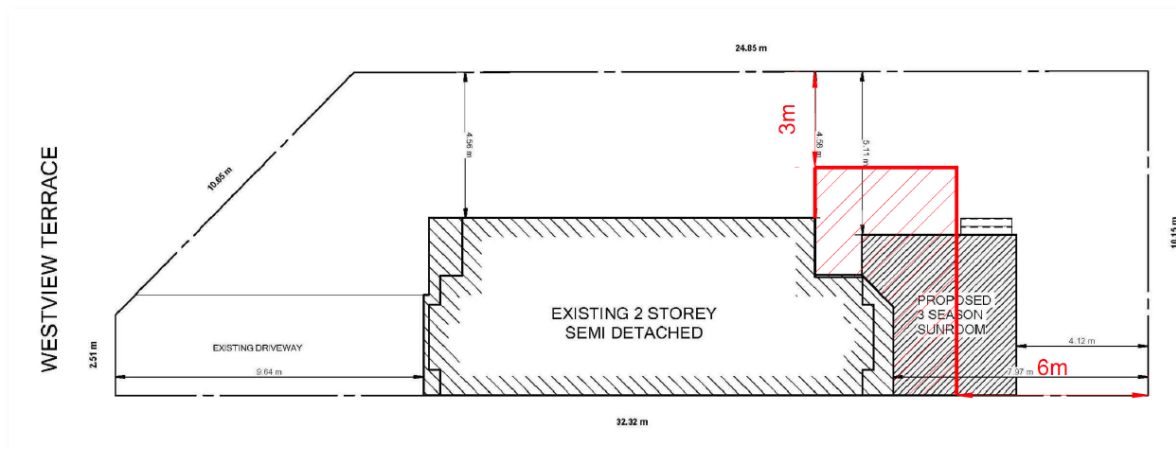 24.85 m
WESTVIEW TERRACE
10.65 m
4.56 m
3m
4.56 m
5.11 m
10.15 m
EXISTING 2 STOREY
SEMI DETACHED
PROPOSED
3 SEASON
SUNROOM
EXISTING DRIVEWAY
2.51 m
9.64 m
4.12 m
7.97 m
6m
32.32 m